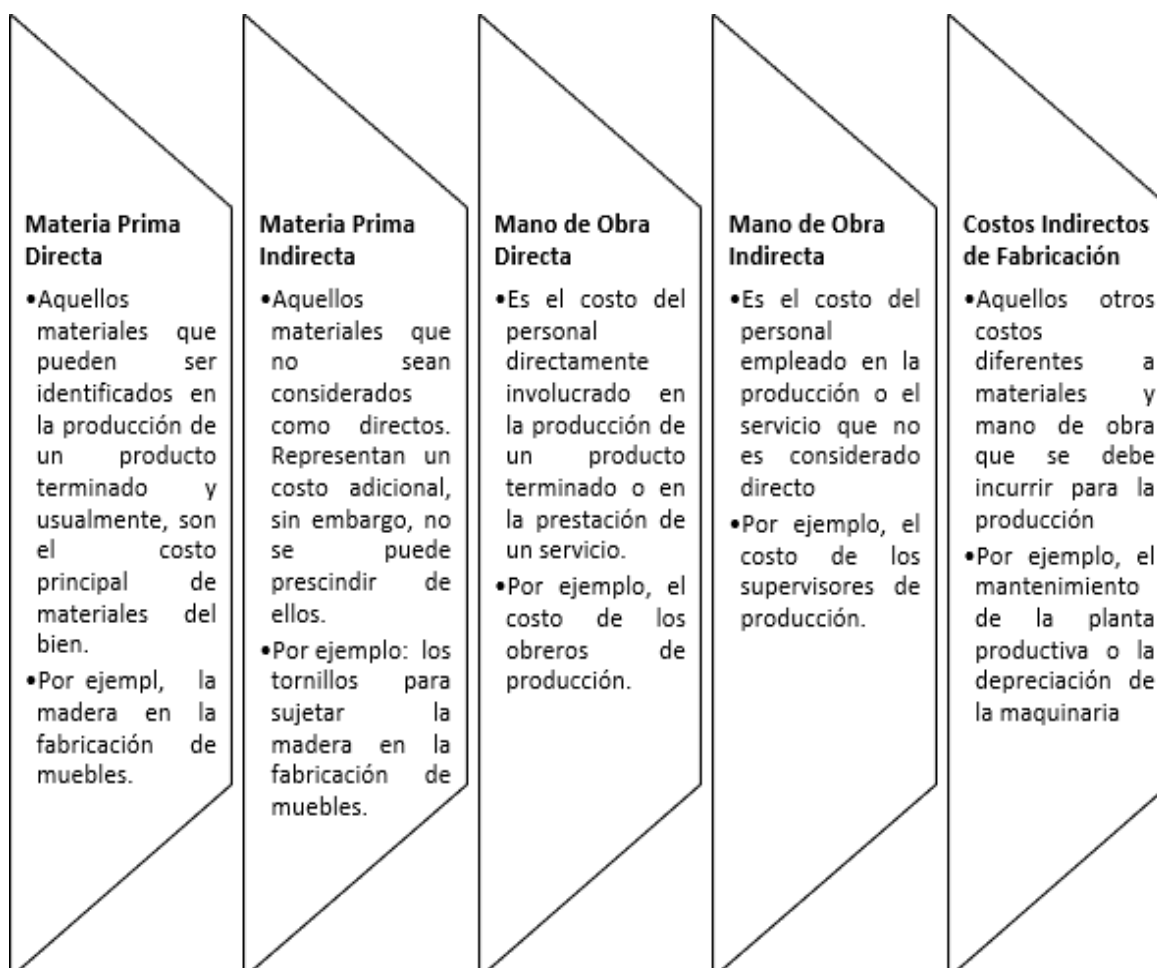 Materia Prima
Directa
•Aquellos
materiales que
pueden ser
identificados en
la producción de
un producto
terminado y
usualmente, son
el costo
principal de
materiales del
bien.
•Por ejempl, la
madera en la
fabricación de
muebles.
Materia Prima
Indirecta
•Aquellos
materiales que
no sean
considerados
como directos.
Representan un
costo adicional,
sin embargo, no
se puede
prescindir de
ellos.
•Por ejemplo: los
tornillos para
sujetar la
madera en la
fabricación de
muebles.
Mano de Obra
Directa
•Es el costo del
personal
directamente
involucrado en
la producción de
un producto
terminado o en
la prestación de
un servicio.
•Por ejemplo, el
costo de los
obreros de
producción.
Mano de Obra
Indirecta
•Es el costo del
personal
empleado en la
producción o el
servicio que no
es considerado
directo
•Por ejemplo, el
costo de los
supervisores de
producción.
Costos Indirectos
de Fabricación
•Aquellos otros
costos
diferentes a
materiales y
mano de obra
que se debe
incurrir para la
producción
•Por ejemplo, el
mantenimiento
de la planta
productiva o la
depreciación de
la maquinaria